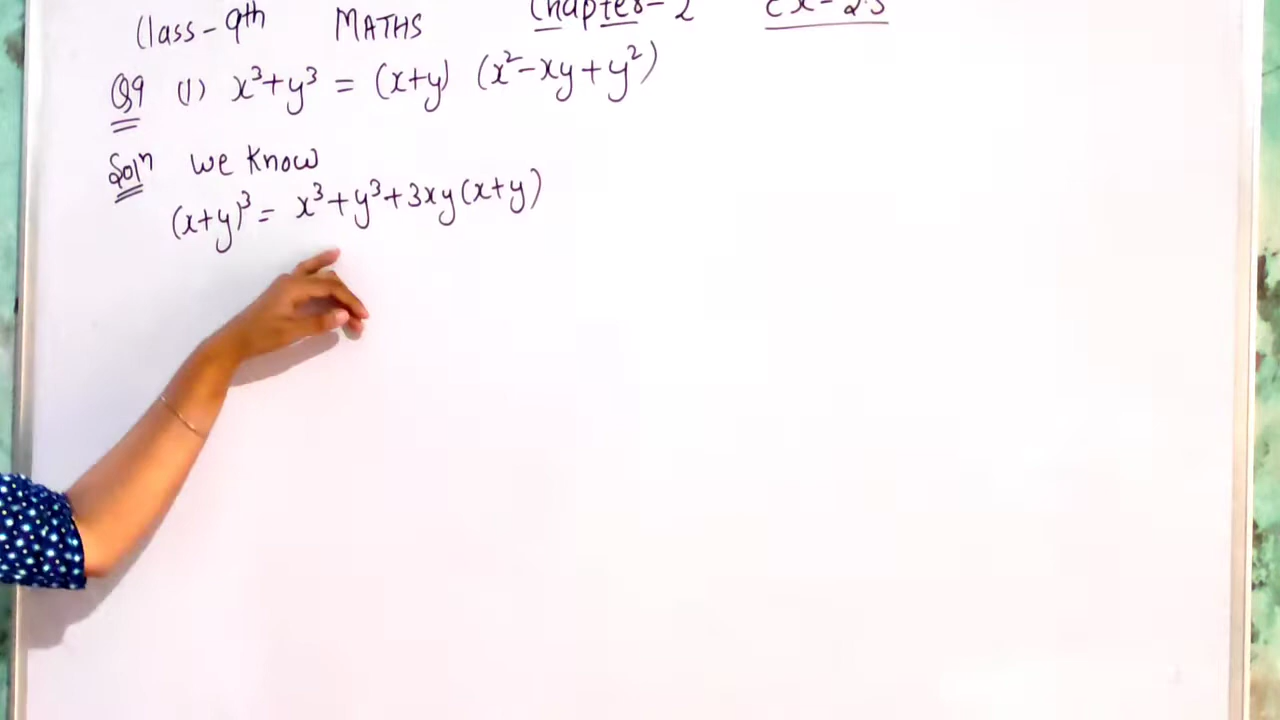 Class - 9th MATHS Chapter - 2 Ex - 2.5
Q9 (1) x³+y³ = (x+y) (x²-xy+y²)
Solⁿ we know
(x+y)³ = x³+y³+3xy(x+y)